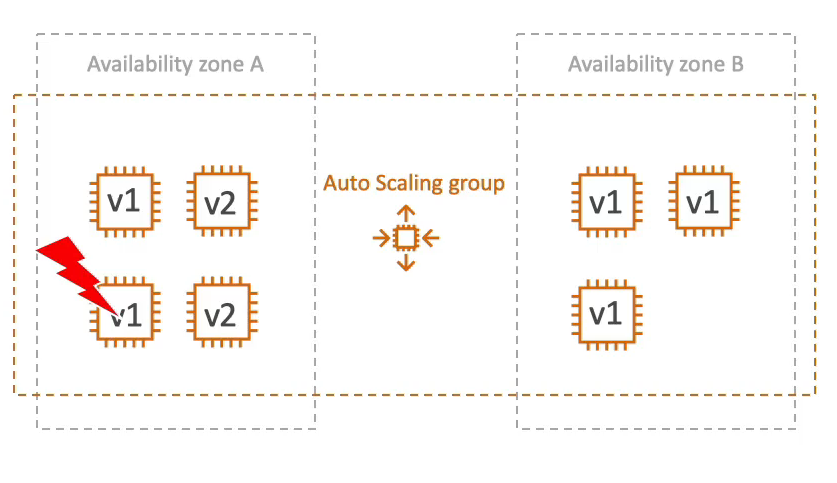 Availability zone A
Availability zone B
Auto Scaling group
v1
v2
v1
v1
v1
v2
v1